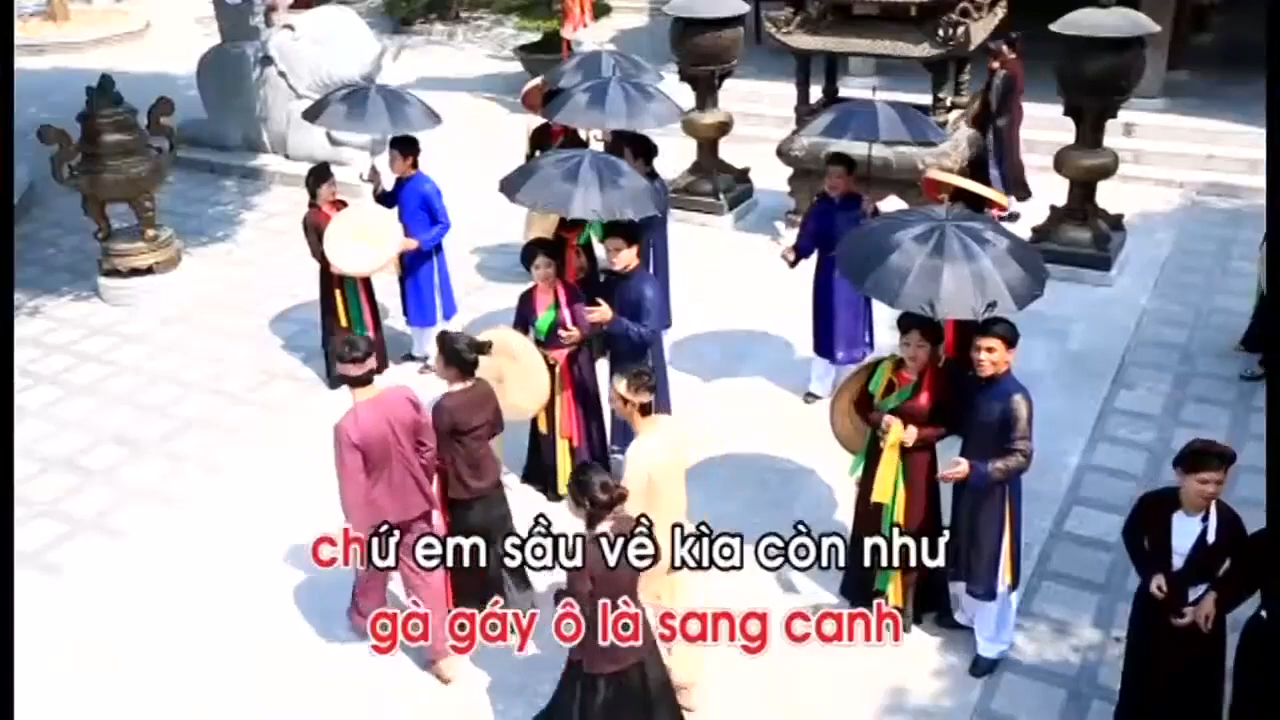 chứ em sầu về kìa còn như
gà gáy ô là sang canh